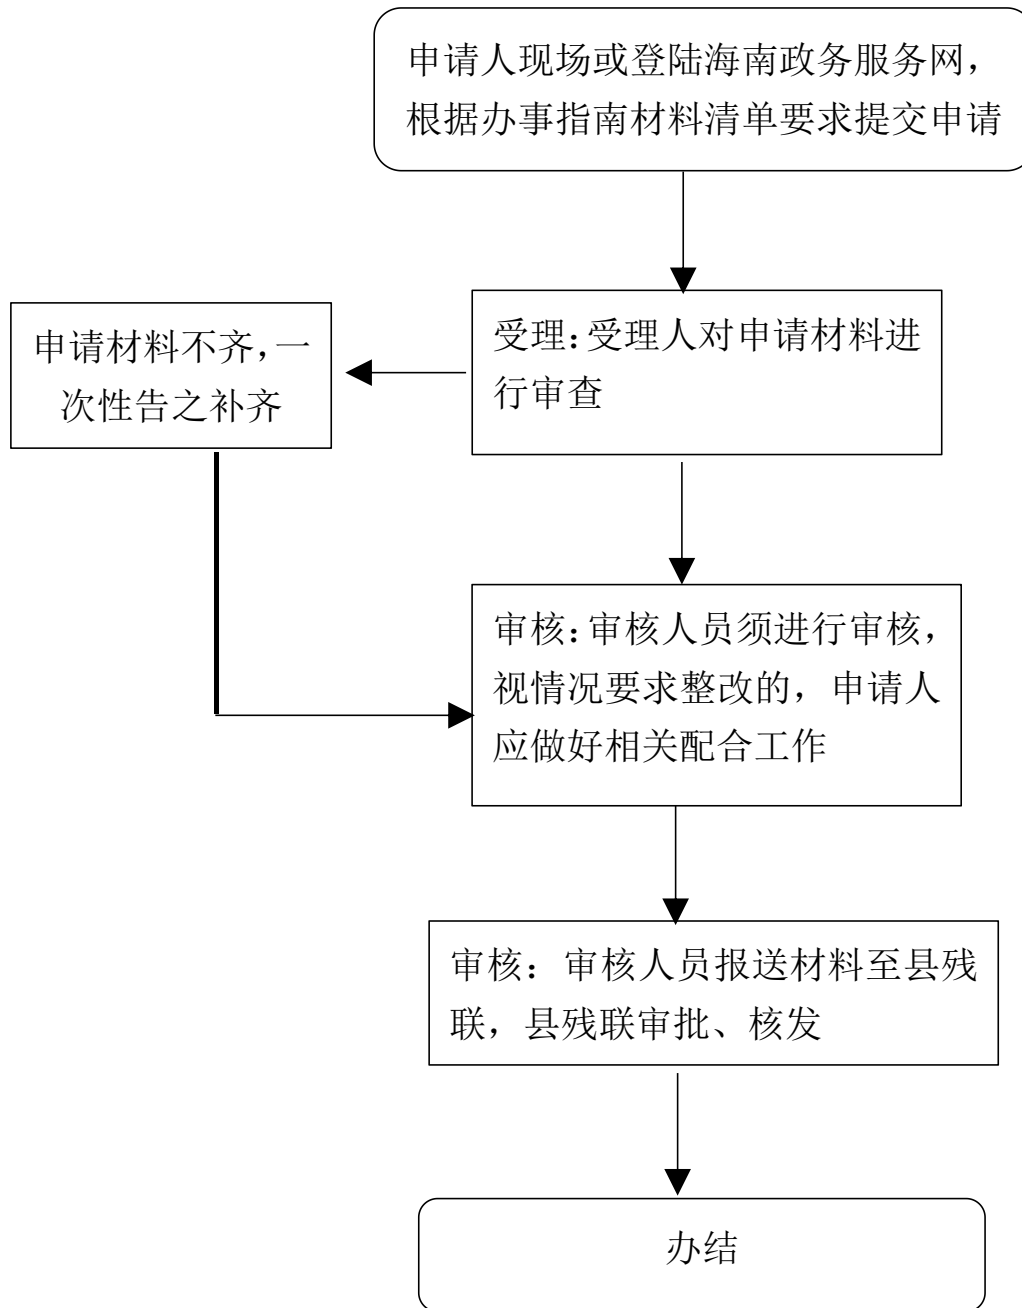 申请人现场或登陆海南政务服务网，
根据办事指南材料清单要求提交申请
受理：受理人对申请材料进
行审查
申请材料不齐，一
次性告之补齐
审核：审核人员须进行审核，
视情况要求整改的，申请人
应做好相关配合工作
审核：审核人员报送材料至县残
联，县残联审批、核发
办结